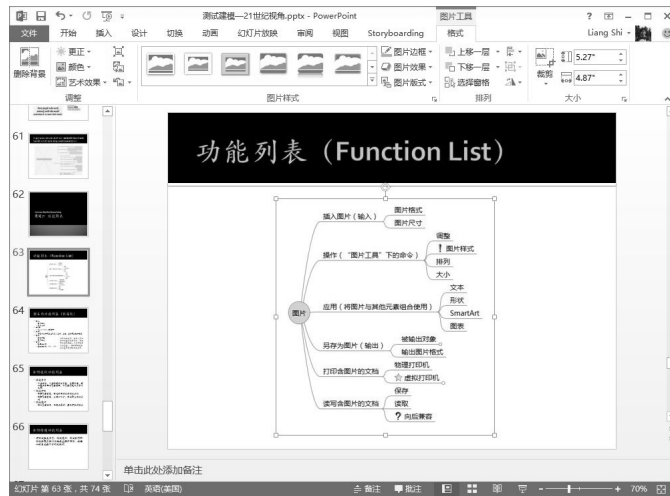 测试建模—21世纪视角.pptx - PowerPoint
图片工具
文件
开始
插入
设计
切换
动画
幻灯片放映
审阅
视图
Storyboarding
格式
Liang Shi
删除背景
更正
颜色
艺术效果
调整
图片样式
图片边框
图片效果
图片版式
上移一层
下移一层
选择窗格
排列
裁剪
5.27"
4.87"
大小
61
62
63
64
65
66
功能列表（Function List）
图片
插入图片（输入）
图片格式
图片尺寸
操作（“图片工具”下的命令）
调整
! 图片样式
排列
大小
应用（将图片与其他元素组合使用）
文本
形状
SmartArt
图表
另存为图片（输出）
被输出对象
输出图片格式
打印含图片的文档
物理打印机
虚拟打印机
读写含图片的文档
保存
读取
? 向后兼容
单击此处添加备注
幻灯片 第 63 张，共 74 张
英语(美国)
备注
批注
70%